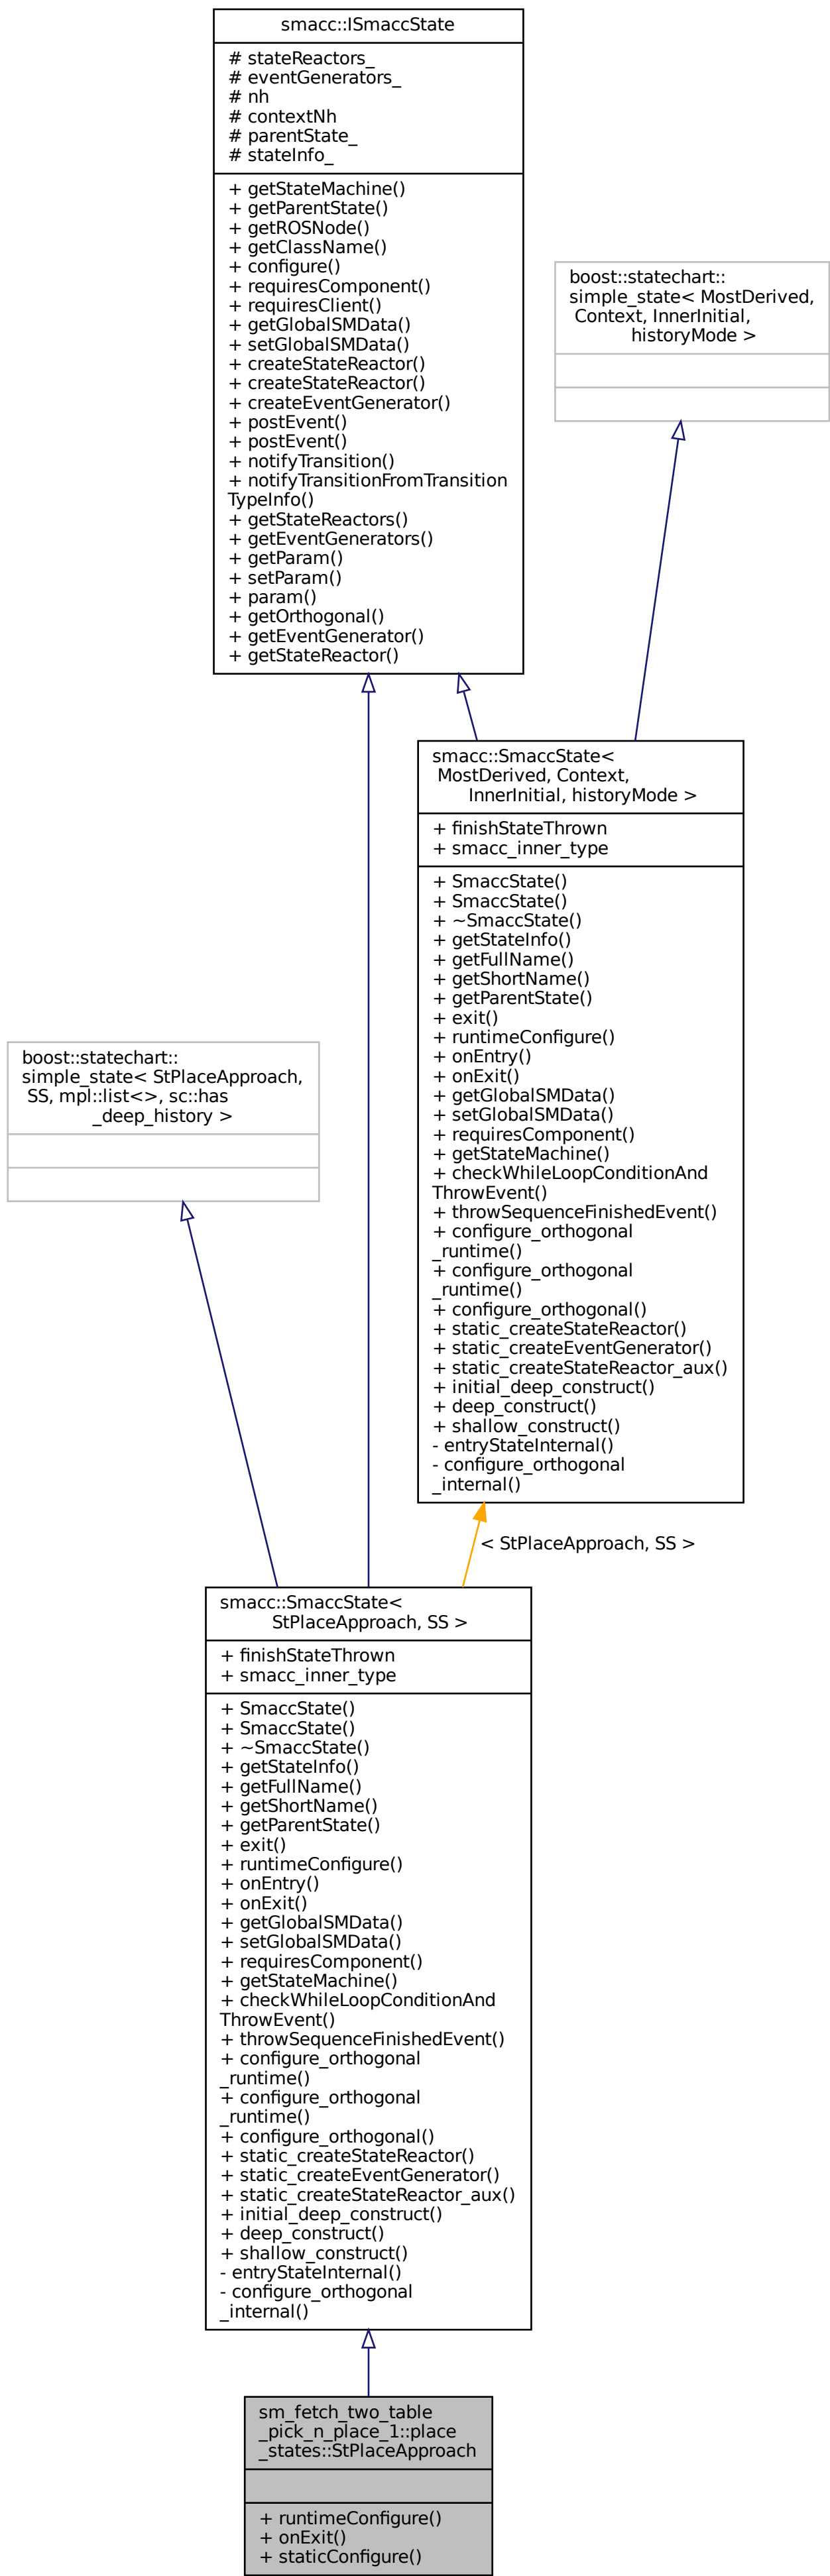 smacc::ISmaccState
# stateReactors_
# eventGenerators_
# nh
# contextNh
# parentState_
# stateInfo_
+ getStateMachine()
+ getParentState()
+ getROSNode()
+ getClassName()
+ configure()
+ requiresComponent()
+ requiresClient()
+ getGlobalSMData()
+ setGlobalSMData()
+ createStateReactor()
+ createStateReactor()
+ createEventGenerator()
+ postEvent()
+ postEvent()
+ notifyTransition()
+ notifyTransitionFromTransition
TypeInfo()
+ getStateReactors()
+ getEventGenerators()
+ getParam()
+ setParam()
+ param()
+ getOrthogonal()
+ getEventGenerator()
+ getStateReactor()
boost::statechart::
simple_state< MostDerived,
Context, InnerInitial,
historyMode >
smacc::SmaccState<
MostDerived, Context,
InnerInitial, historyMode >
+ finishStateThrown
+ smacc_inner_type
+ SmaccState()
+ SmaccState()
+ ~SmaccState()
+ getStateInfo()
+ getFullName()
+ getShortName()
+ getParentState()
+ exit()
+ runtimeConfigure()
+ onEntry()
+ onExit()
+ getGlobalSMData()
+ setGlobalSMData()
+ requiresComponent()
+ getStateMachine()
+ checkWhileLoopConditionAnd
ThrowEvent()
+ throwSequenceFinishedEvent()
+ configure_orthogonal
_runtime()
+ configure_orthogonal
_runtime()
+ configure_orthogonal()
+ static_createStateReactor()
+ static_createEventGenerator()
+ static_createStateReactor_aux()
+ initial_deep_construct()
+ deep_construct()
+ shallow_construct()
- entryStateInternal()
- configure_orthogonal
_internal()
boost::statechart::
simple_state< StPlaceApproach,
SS, mpl::list<>, sc::has
_deep_history >
< StPlaceApproach, SS >
smacc::SmaccState<
StPlaceApproach, SS >
+ finishStateThrown
+ smacc_inner_type
+ SmaccState()
+ SmaccState()
+ ~SmaccState()
+ getStateInfo()
+ getFullName()
+ getShortName()
+ getParentState()
+ exit()
+ runtimeConfigure()
+ onEntry()
+ onExit()
+ getGlobalSMData()
+ setGlobalSMData()
+ requiresComponent()
+ getStateMachine()
+ checkWhileLoopConditionAnd
ThrowEvent()
+ throwSequenceFinishedEvent()
+ configure_orthogonal
_runtime()
+ configure_orthogonal
_runtime()
+ configure_orthogonal()
+ static_createStateReactor()
+ static_createEventGenerator()
+ static_createStateReactor_aux()
+ initial_deep_construct()
+ deep_construct()
+ shallow_construct()
- entryStateInternal()
- configure_orthogonal
_internal()
sm_fetch_two_table
_pick_n_place_1::place
_states::StPlaceApproach
+ runtimeConfigure()
+ onExit()
+ staticConfigure()